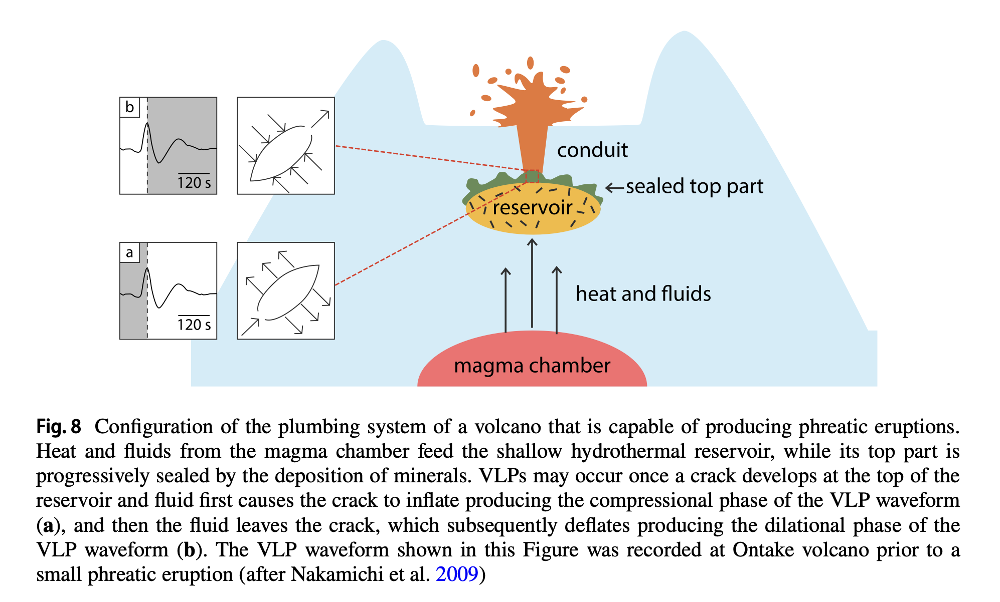 b
120 s
conduit
sealed top part
reservoir
a
120 s
heat and fluids
magma chamber
Fig. 8 Configuration of the plumbing system of a volcano that is capable of producing phreatic eruptions.
Heat and fluids from the magma chamber feed the shallow hydrothermal reservoir, while its top part is
progressively sealed by the deposition of minerals. VLPs may occur once a crack develops at the top of the
reservoir and fluid first causes the crack to inflate producing the compressional phase of the VLP waveform
(a), and then the fluid leaves the crack, which subsequently deflates producing the dilational phase of the
VLP waveform (b). The VLP waveform shown in this Figure was recorded at Ontake volcano prior to a
small phreatic eruption (after Nakamichi et al. 2009)